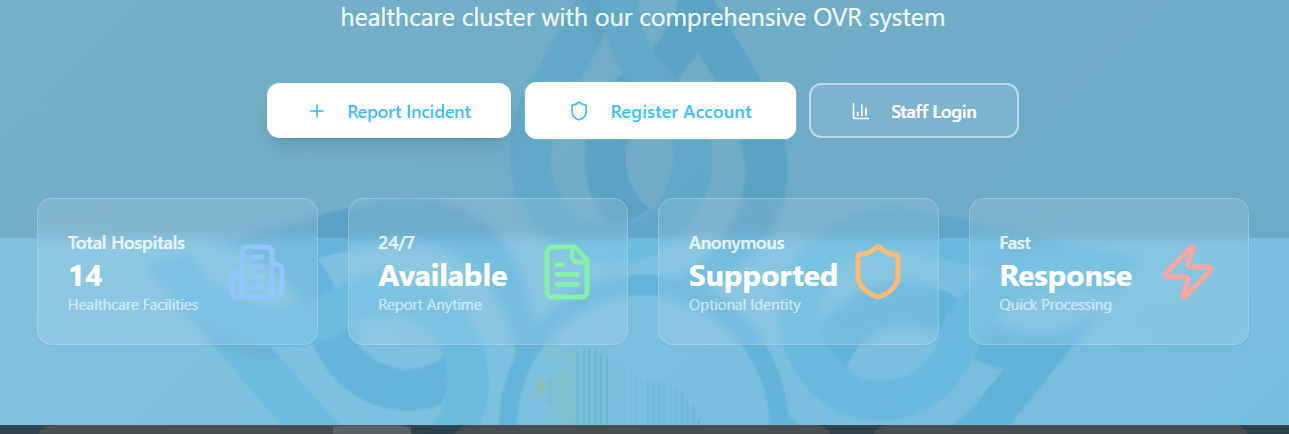 healthcare cluster with our comprehensive OVR system
Report Incident
Register Account
Staff Login
Total Hospitals
14
Healthcare Facilities
24/7
Available
Report Anytime
Anonymous
Supported
Optional Identity
Fast
Response
Quick Processing